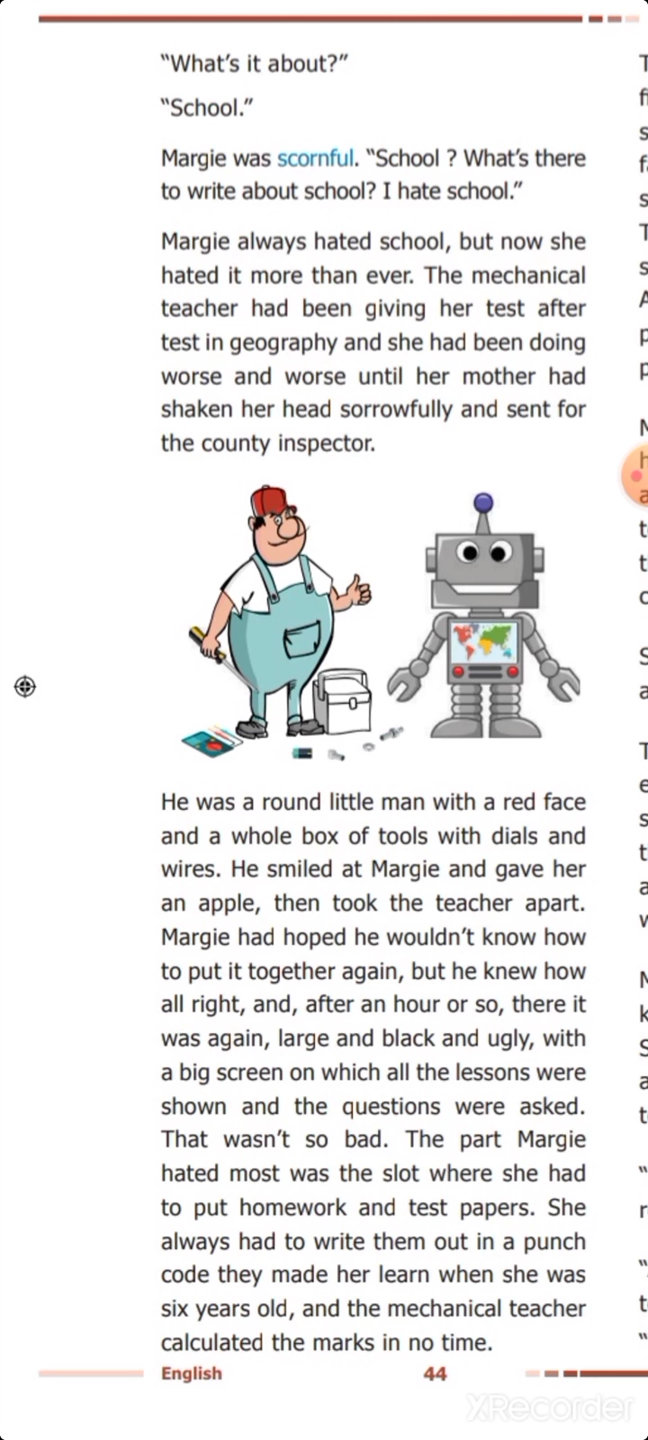 “What’s it about?”
“School.”
Margie was scornful. “School ? What’s there
to write about school? I hate school.”
Margie always hated school, but now she
hated it more than ever. The mechanical
teacher had been giving her test after
test in geography and she had been doing
worse and worse until her mother had
shaken her head sorrowfully and sent for
the county inspector.
He was a round little man with a red face
and a whole box of tools with dials and
wires. He smiled at Margie and gave her
an apple, then took the teacher apart.
Margie had hoped he wouldn’t know how
to put it together again, but he knew how
all right, and, after an hour or so, there it
was again, large and black and ugly, with
a big screen on which all the lessons were
shown and the questions were asked.
That wasn’t so bad. The part Margie
hated most was the slot where she had
to put homework and test papers. She
always had to write them out in a punch
code they made her learn when she was
six years old, and the mechanical teacher
calculated the marks in no time.
English 44
XRecorder